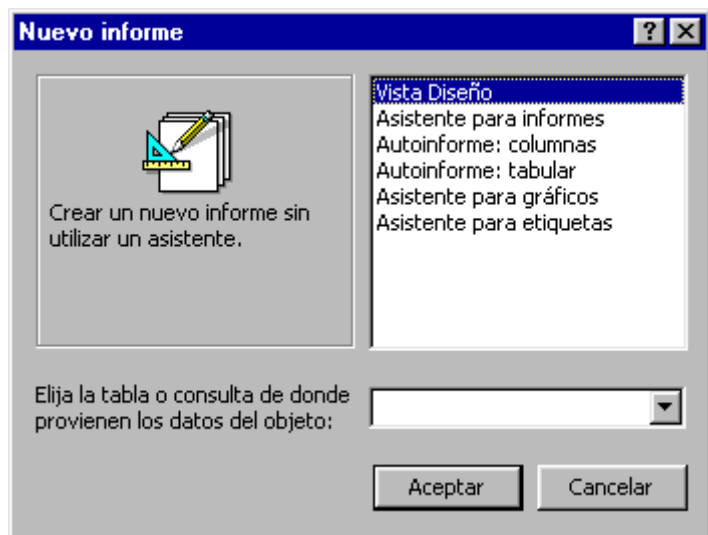 Nuevo informe
Crear un nuevo informe sin
utilizar un asistente.
Vista Diseño
Asistente para informes
Autoinforme: columnas
Autoinforme: tabular
Asistente para gráficos
Asistente para etiquetas
Elija la tabla o consulta de donde
provienen los datos del objeto:
Aceptar
Cancelar